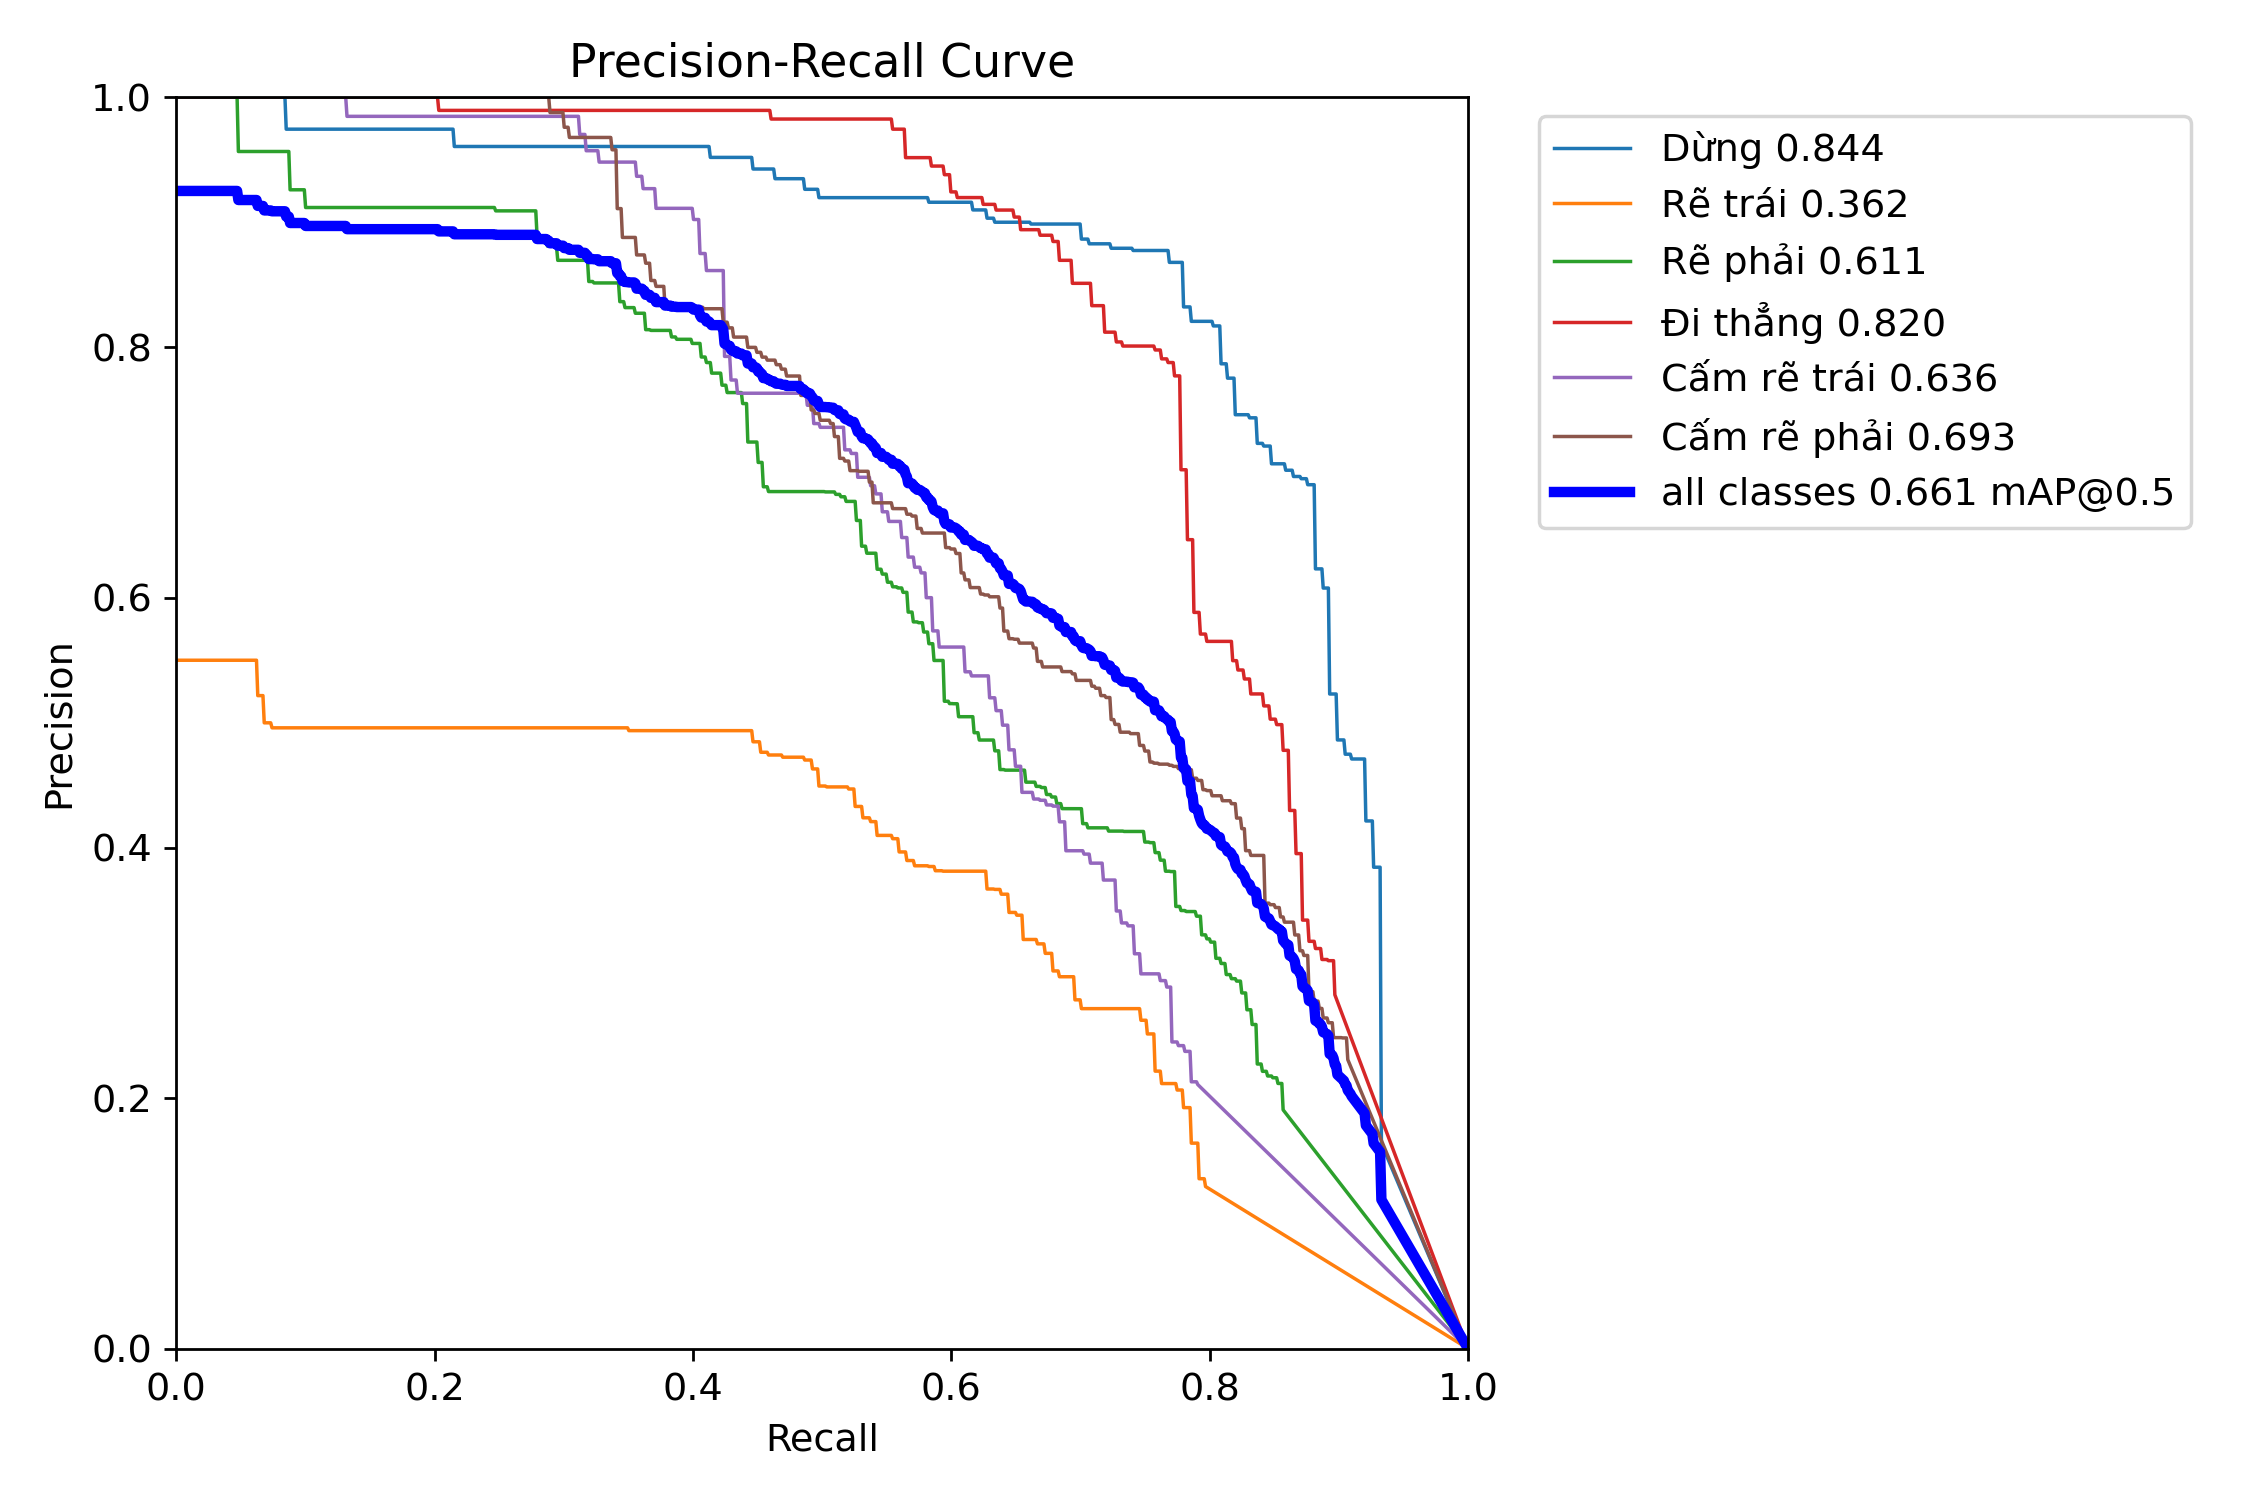 Precision-Recall Curve
1.0
0.8
0.6
0.4
0.2
0.0
Precision
0.0 0.2 0.4 0.6 0.8 1.0
Recall
Dừng 0.844
Rẽ trái 0.362
Rẽ phải 0.611
Đi thẳng 0.820
Cấm rẽ trái 0.636
Cấm rẽ phải 0.693
all classes 0.661 mAP@0.5